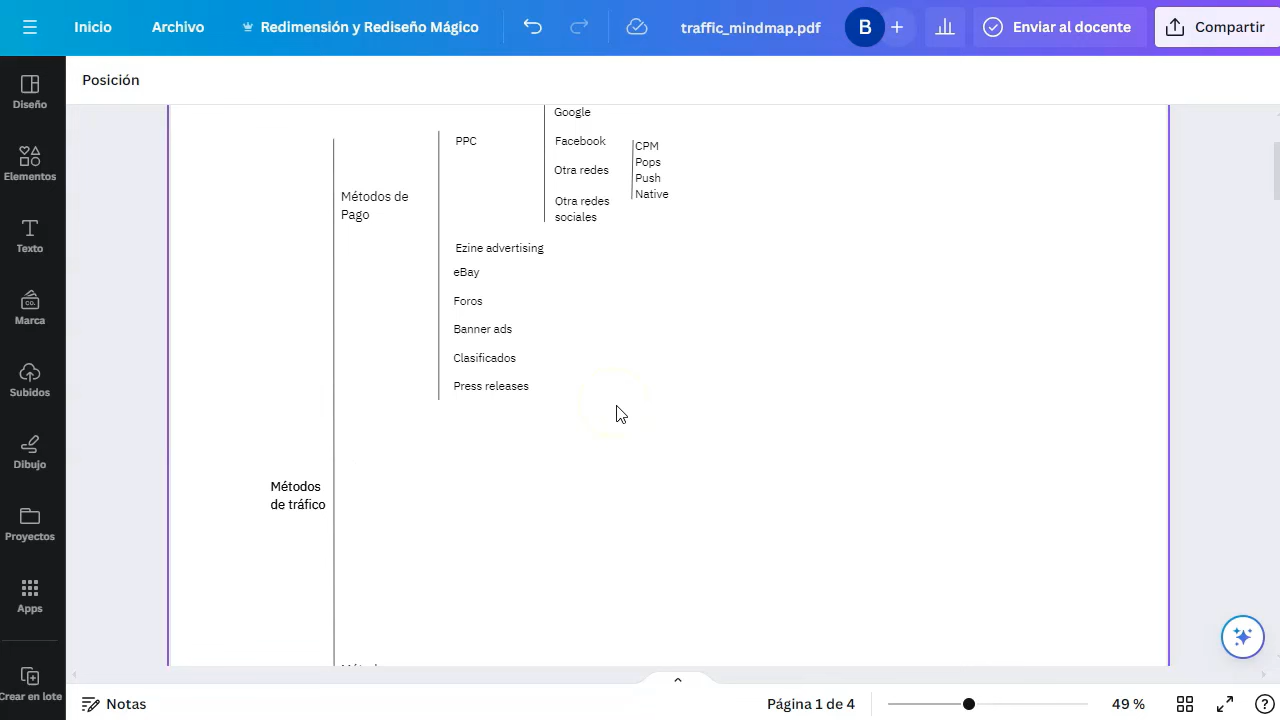 Inicio
Archivo
Redimensión y Rediseño Mágico
traffic_mindmap.pdf
B
+
Enviar al docente
Compartir
Diseño
Elementos
Texto
CO.
Marca
Subidos
Dibujo
Proyectos
Apps
Crear en lote
Posición
Google
PPC
Facebook
CPM
Otra redes
Pops
Push
Native
Métodos de
Pago
Otra redes
sociales
Ezine advertising
eBay
Foros
Banner ads
Clasificados
Press releases
Métodos
de tráfico
Notas
Página 1 de 4
49 %
?